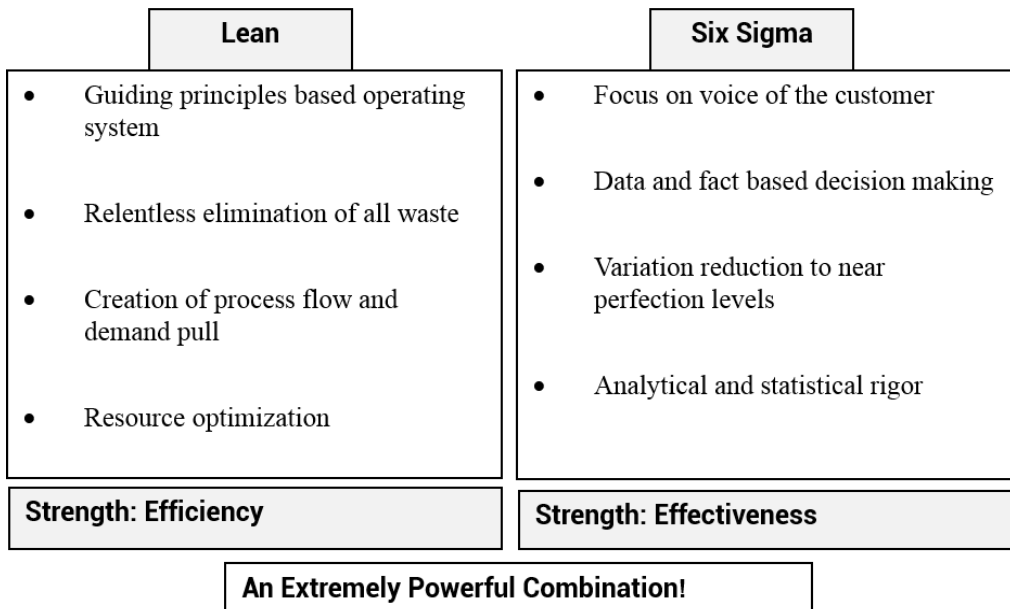 Lean
• Guiding principles based operating
system
• Relentless elimination of all waste
• Creation of process flow and
demand pull
• Resource optimization
Strength: Efficiency
Six Sigma
• Focus on voice of the customer
• Data and fact based decision making
• Variation reduction to near
perfection levels
• Analytical and statistical rigor
Strength: Effectiveness
An Extremely Powerful Combination!